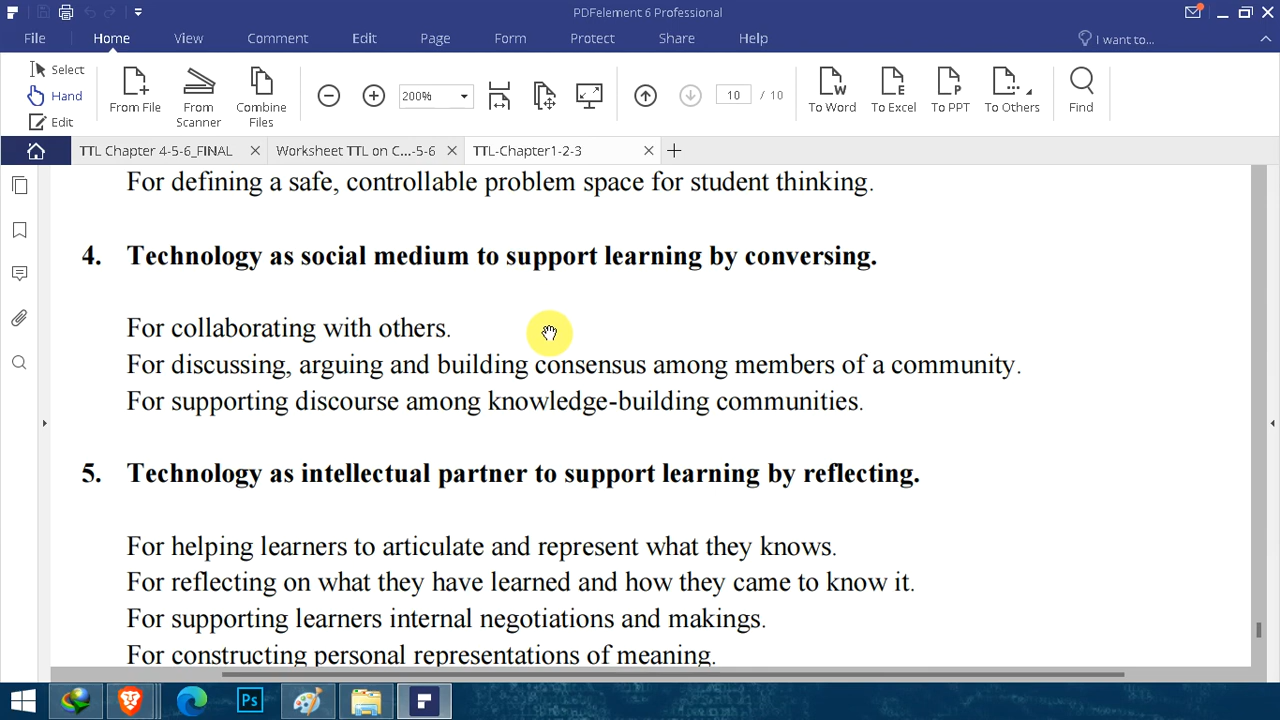 PDFelement 6 Professional
File
Home
View
Comment
Edit
Page
Form
Protect
Share
Help
I want to...
Select
Hand
Edit
From File
From Scanner
Combine Files
200%
10 / 10
To Word
To Excel
To PPT
To Others
Find
TTL Chapter 4-5-6_FINAL
Worksheet TTL on C...-5-6
TTL-Chapter1-2-3
For defining a safe, controllable problem space for student thinking.
4. Technology as social medium to support learning by conversing.
For collaborating with others.
For discussing, arguing and building consensus among members of a community.
For supporting discourse among knowledge-building communities.
5. Technology as intellectual partner to support learning by reflecting.
For helping learners to articulate and represent what they knows.
For reflecting on what they have learned and how they came to know it.
For supporting learners internal negotiations and makings.
For constructing personal representations of meaning.
Ps